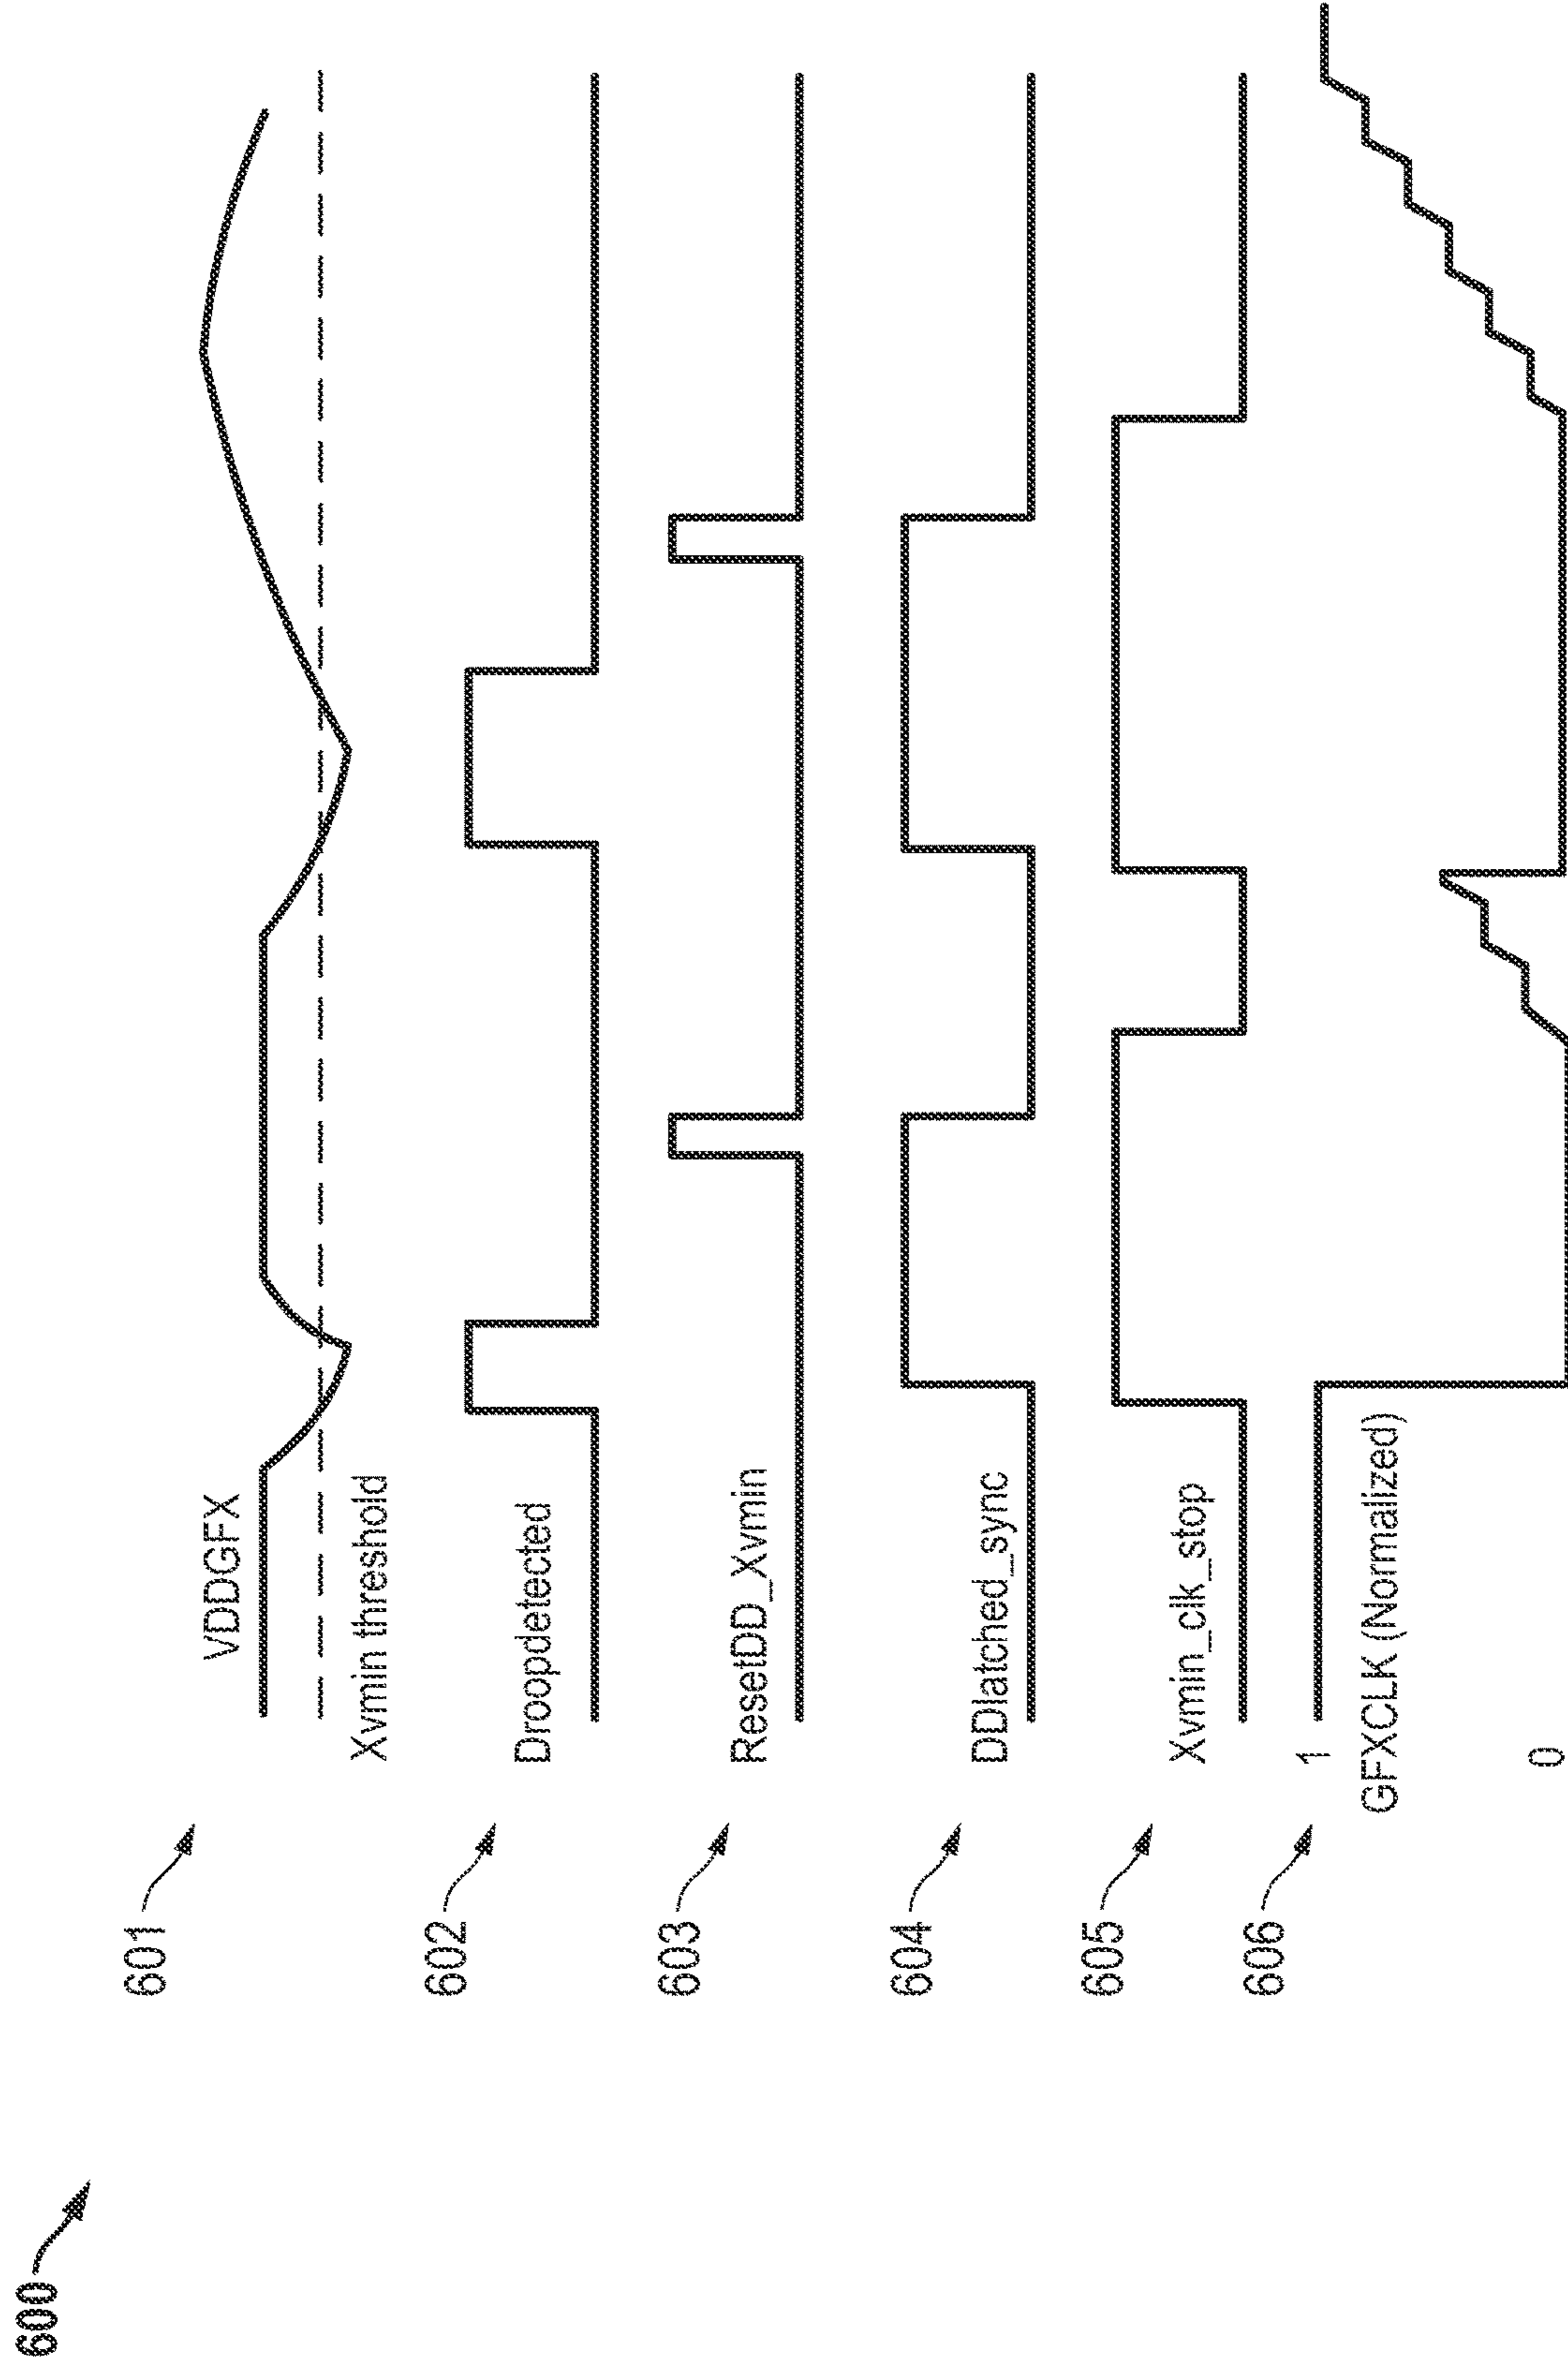 600
601
VDDGFX
Xvmin threshold
602
Droopdetected
603
ResetDD_Xvmin
604
DDlatched_sync
605
Xvmin_clk_stop
606
1
GFXCLK (Normalized)
0